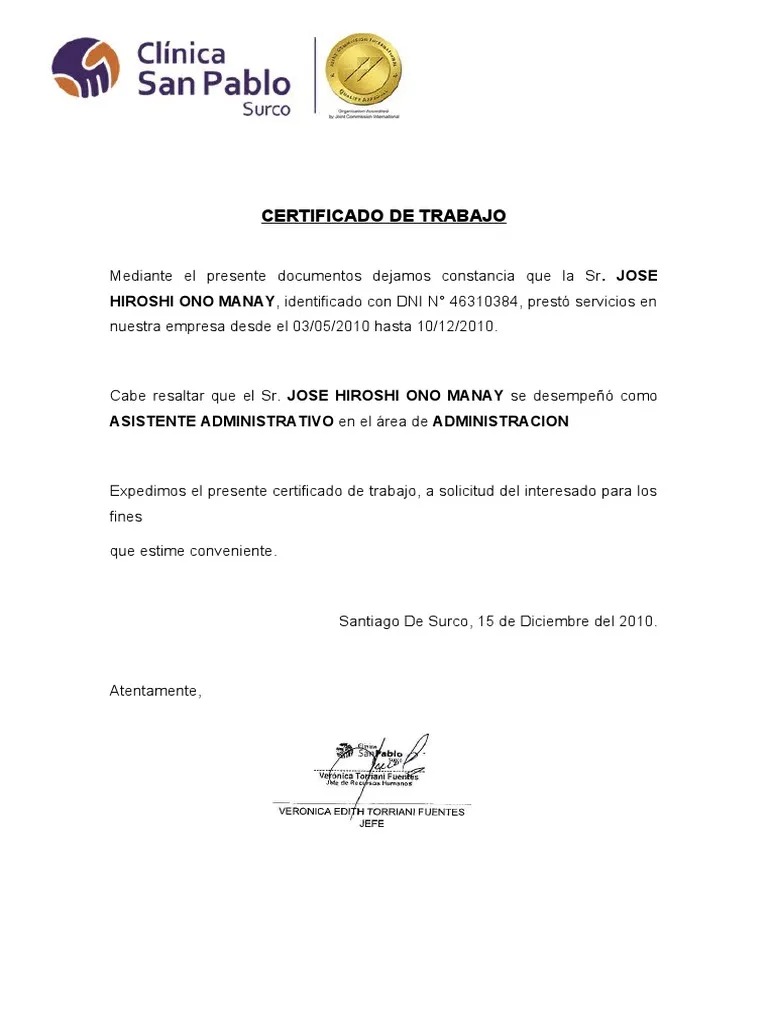 Clínica
San Pablo
Surco
JOINT COMMISSION INTERNATIONAL
QUALITY APPROVAL
Organization Accredited
by Joint Commission International
CERTIFICADO DE TRABAJO
Mediante el presente documentos dejamos constancia que la Sr. JOSE
HIROSHI ONO MANAY, identificado con DNI N° 46310384, prestó servicios en
nuestra empresa desde el 03/05/2010 hasta 10/12/2010.
Cabe resaltar que el Sr. JOSE HIROSHI ONO MANAY se desempeñó como
ASISTENTE ADMINISTRATIVO en el área de ADMINISTRACION
Expedimos el presente certificado de trabajo, a solicitud del interesado para los
fines
que estime conveniente.
Santiago De Surco, 15 de Diciembre del 2010.
Atentamente,
Clínica
San Pablo
Surco
Verónica Torriani Fuentes
Jefe de Recursos Humanos
VERONICA EDITH TORRIANI FUENTES
JEFE